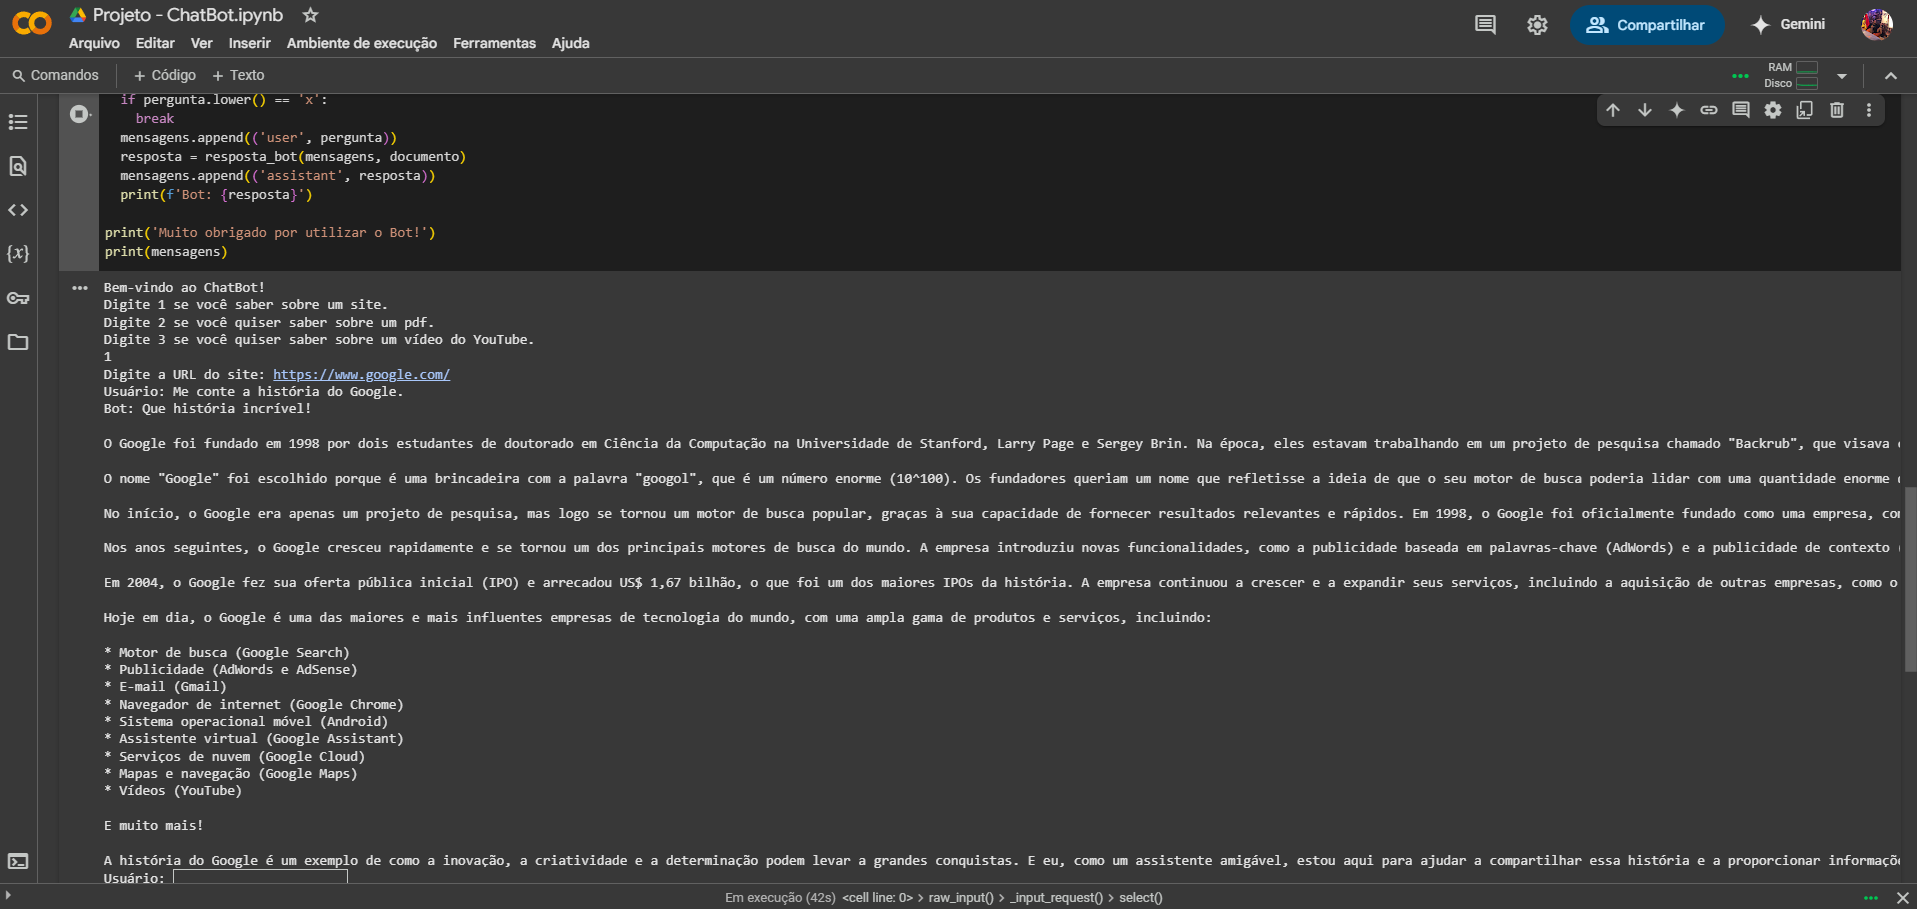 Projeto - ChatBot.ipynb
Arquivo Editar Ver Inserir Ambiente de execução Ferramentas Ajuda
Compartilhar
Gemini
Comandos + Código + Texto
RAM
Disco
if pergunta.lower() == 'x':
break
mensagens.append(('user', pergunta))
resposta = resposta_bot(mensagens, documento)
mensagens.append(('assistant', resposta))
print(f'Bot: {resposta}')
print('Muito obrigado por utilizar o Bot!')
print(mensagens)
Bem-vindo ao ChatBot!
Digite 1 se você saber sobre um site.
Digite 2 se você quiser saber sobre um pdf.
Digite 3 se você quiser saber sobre um vídeo do YouTube.
1
Digite a URL do site: https://www.google.com/
Usuário: Me conte a história do Google.
Bot: Que história incrível!
O Google foi fundado em 1998 por dois estudantes de doutorado em Ciência da Computação na Universidade de Stanford, Larry Page e Sergey Brin. Na época, eles estavam trabalhando em um projeto de pesquisa chamado "Backrub", que visava
O nome "Google" foi escolhido porque é uma brincadeira com a palavra "googol", que é um número enorme (10^100). Os fundadores queriam um nome que refletisse a ideia de que o seu motor de busca poderia lidar com uma quantidade enorme
No início, o Google era apenas um projeto de pesquisa, mas logo se tornou um motor de busca popular, graças à sua capacidade de fornecer resultados relevantes e rápidos. Em 1998, o Google foi oficialmente fundado como uma empresa,
Nos anos seguintes, o Google cresceu rapidamente e se tornou um dos principais motores de busca do mundo. A empresa introduziu novas funcionalidades, como a publicidade baseada em palavras-chave (AdWords) e a publicidade de contexto
Em 2004, o Google fez sua oferta pública inicial (IPO) e arrecadou US$ 1,67 bilhão, o que foi um dos maiores IPOs da história. A empresa continuou a crescer e a expandir seus serviços, incluindo a aquisição de outras empresas, como o
Hoje em dia, o Google é uma das maiores e mais influentes empresas de tecnologia do mundo, com uma ampla gama de produtos e serviços, incluindo:
* Motor de busca (Google Search)
* Publicidade (AdWords e AdSense)
* E-mail (Gmail)
* Navegador de internet (Google Chrome)
* Sistema operacional móvel (Android)
* Assistente virtual (Google Assistant)
* Serviços de nuvem (Google Cloud)
* Mapas e navegação (Google Maps)
* Vídeos (YouTube)
E muito mais!
A história do Google é um exemplo de como a inovação, a criatividade e a determinação podem levar a grandes conquistas. E eu, como um assistente amigável, estou aqui para ajudar a compartilhar essa história e a proporcionar
Usuário:
Em execução (42s) <cell line: 0> > raw_input() > _input_request() > select()